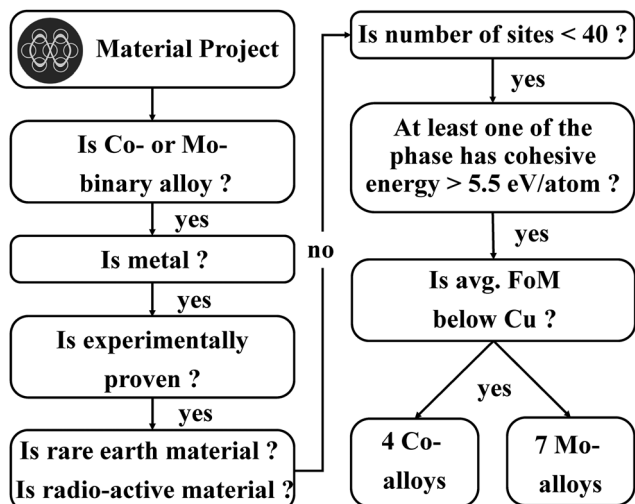 Material Project
Is Co- or Mo-
binary alloy ?
yes
Is metal ?
yes
Is experimentally
proven ?
yes
Is rare earth material ?
Is radio-active material ?
no
Is number of sites < 40 ?
yes
At least one of the
phase has cohesive
energy > 5.5 eV/atom ?
yes
Is avg. FoM
below Cu ?
yes
4 Co-
alloys
7 Mo-
alloys